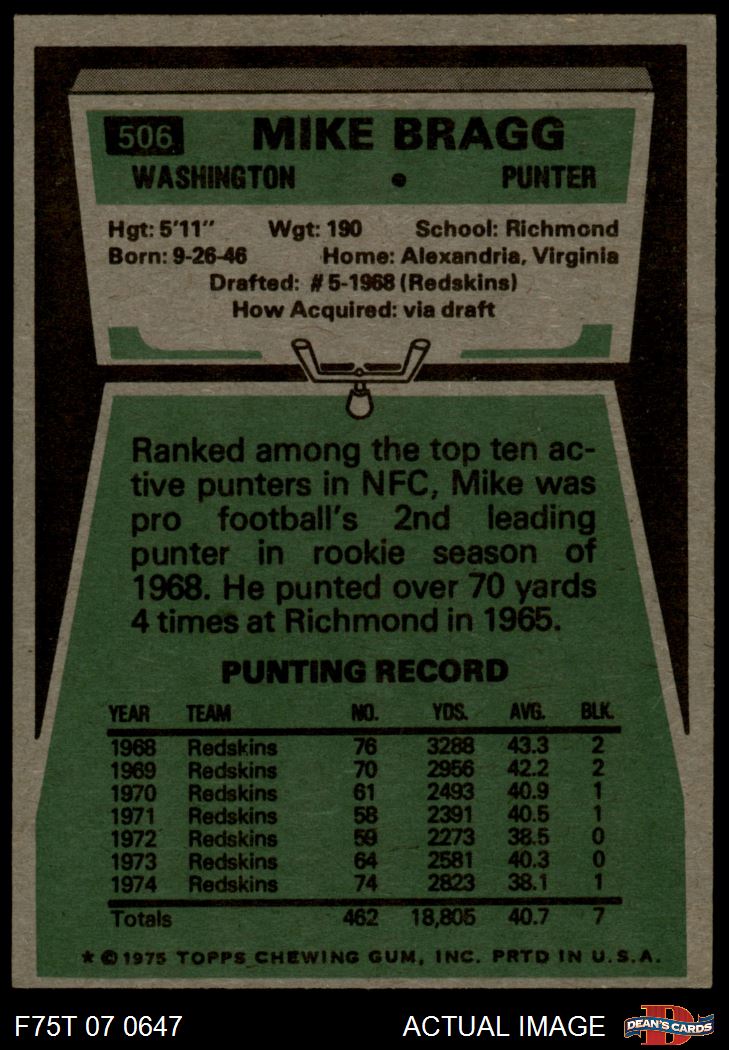 506 MIKE BRAGG
WASHINGTON • PUNTER
Hgt: 5'11" Wgt: 190 School: Richmond
Born: 9-26-46 Home: Alexandria, Virginia
Drafted: #5-1968 (Redskins)
How Acquired: via draft
Ranked among the top ten ac-
tive punters in NFC, Mike was
pro football's 2nd leading
punter in rookie season of
1968. He punted over 70 yards
4 times at Richmond in 1965.
PUNTING RECORD
YEAR TEAM NO. YDS. AVG. BLK.
1968 Redskins 76 3288 43.3 2
1969 Redskins 70 2956 42.2 2
1970 Redskins 61 2493 40.9 1
1971 Redskins 58 2391 40.5 1
1972 Redskins 59 2273 38.5 0
1973 Redskins 64 2581 40.3 0
1974 Redskins 74 2823 38.1 1
Totals 462 18,805 40.7 7
* © 1975 TOPPS CHEWING GUM, INC. PRTD IN U.S.A.
F75T 07 0647 ACTUAL IMAGE D DEAN'S CARDS